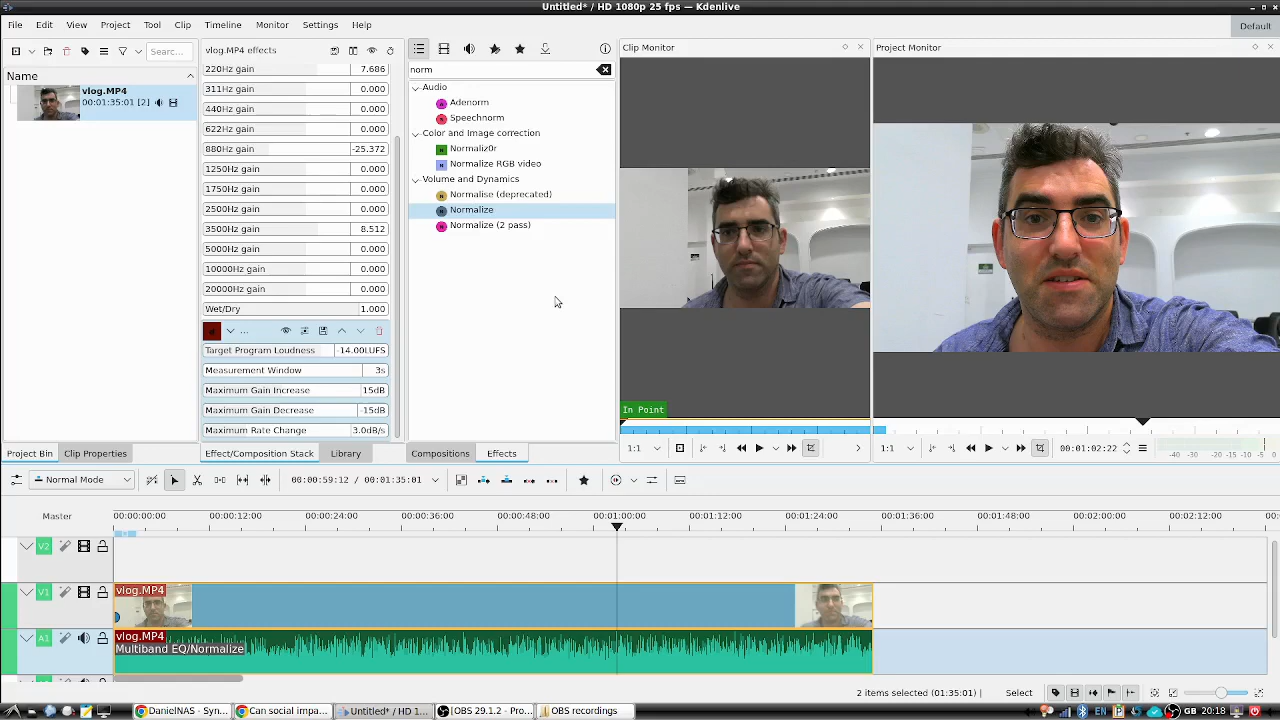 Untitled* / HD 1080p 25 fps — Kdenlive
File Edit View Project Tool Clip Timeline Monitor Settings Help
Default
Searc...
Name
vlog.MP4
00:01:35:01 [2]
vlog.MP4 effects
220Hz gain 7.686
311Hz gain 0.000
440Hz gain 0.000
622Hz gain 0.000
880Hz gain -25.372
1250Hz gain 0.000
1750Hz gain 0.000
2500Hz gain 0.000
3500Hz gain 8.512
5000Hz gain 0.000
10000Hz gain 0.000
20000Hz gain 0.000
Wet/Dry 1.000
...
Target Program Loudness -14.00LUFS
Measurement Window 3s
Maximum Gain Increase 15dB
Maximum Gain Decrease -15dB
Maximum Rate Change 3.0dB/s
norm
Audio
Adenorm
Speechnorm
Color and Image correction
Normaliz0r
Normalize RGB video
Volume and Dynamics
Normalise (deprecated)
Normalize
Normalize (2 pass)
Clip Monitor
In Point
1:1
Project Monitor
1:1
00:01:02:22
-40 -30 -20 -15 -10 -5 0
Project Bin Clip Properties
Effect/Composition Stack Library
Compositions Effects
Normal Mode
00:00:59:12 / 00:01:35:01
Master
00:00:00:00 00:00:12:00 00:00:24:00 00:00:36:00 00:00:48:00 00:01:00:00 00:01:12:00 00:01:24:00 00:01:36:00 00:01:48:00 00:02:00:00 00:02:12:00
V2
V1
vlog.MP4
A1
vlog.MP4
Multiband EQ/Normalize
2 items selected (01:35:01) | Select
DanielNAS - Syn...
Can social impa...
Untitled* / HD 1...
OBS 29.1.2 - Pro...
OBS recordings
EN
GB 20:18